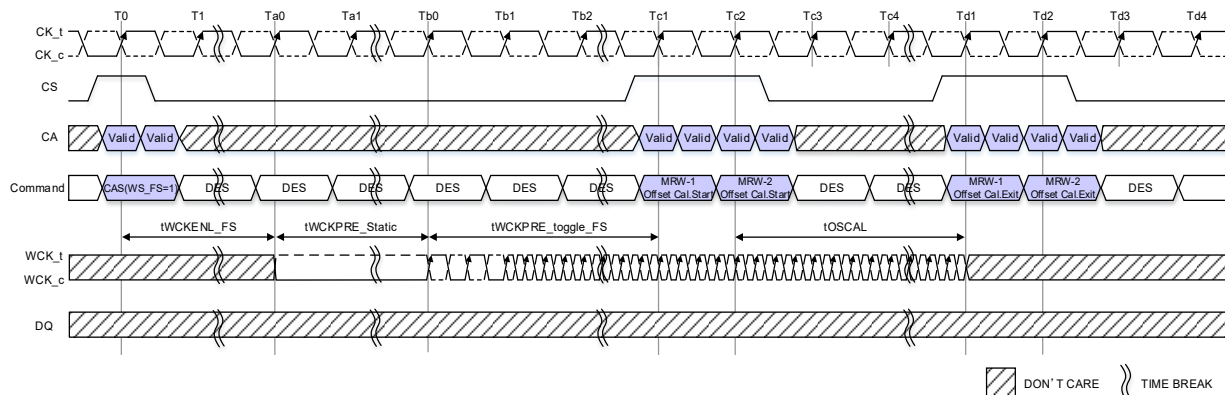 T0 T1 Ta0 Ta1 Tb0 Tb1 Tb2 Tc1 Tc2 Tc3 Tc4 Td1 Td2 Td3 Td4
CK_t
CK_c
CS
CA Valid Valid Valid Valid Valid Valid Valid Valid Valid Valid
Command CAS(WS_FS=1) DES DES DES DES DES DES MRW-1 Offset Cal.Start MRW-2 Offset Cal.Start DES DES MRW-1 Offset Cal.Exit MRW-2 Offset Cal.Exit DES
tWCKENL_FS tWCKPRE_Static tWCKPRE_toggle_FS tOSCAL
WCK_t
WCK_c
DQ
DON'T CARE TIME BREAK